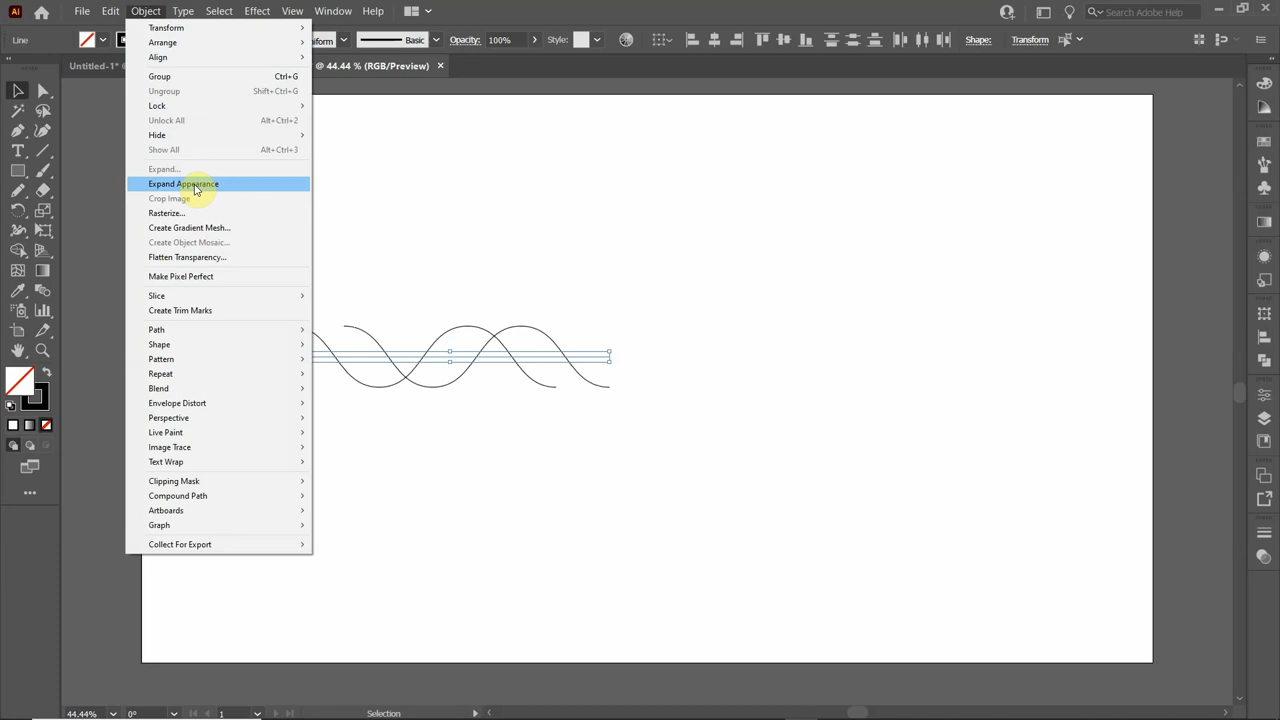 Ai File Edit Object Type Select Effect View Window Help Search Adobe Help
Line iform Basic Opacity: 100% Style: Shape: Transform
Untitled-1* @ @ 44.44 % (RGB/Preview) ×
Transform
Arrange
Align
Group Ctrl+G
Ungroup Shift+Ctrl+G
Lock
Unlock All Alt+Ctrl+2
Hide
Show All Alt+Ctrl+3
Expand...
Expand Appearance
Crop Image
Rasterize...
Create Gradient Mesh...
Create Object Mosaic...
Flatten Transparency...
Make Pixel Perfect
Slice
Create Trim Marks
Path
Shape
Pattern
Repeat
Blend
Envelope Distort
Perspective
Live Paint
Image Trace
Text Wrap
Clipping Mask
Compound Path
Artboards
Graph
Collect For Export
44.44% 0° 1 Selection